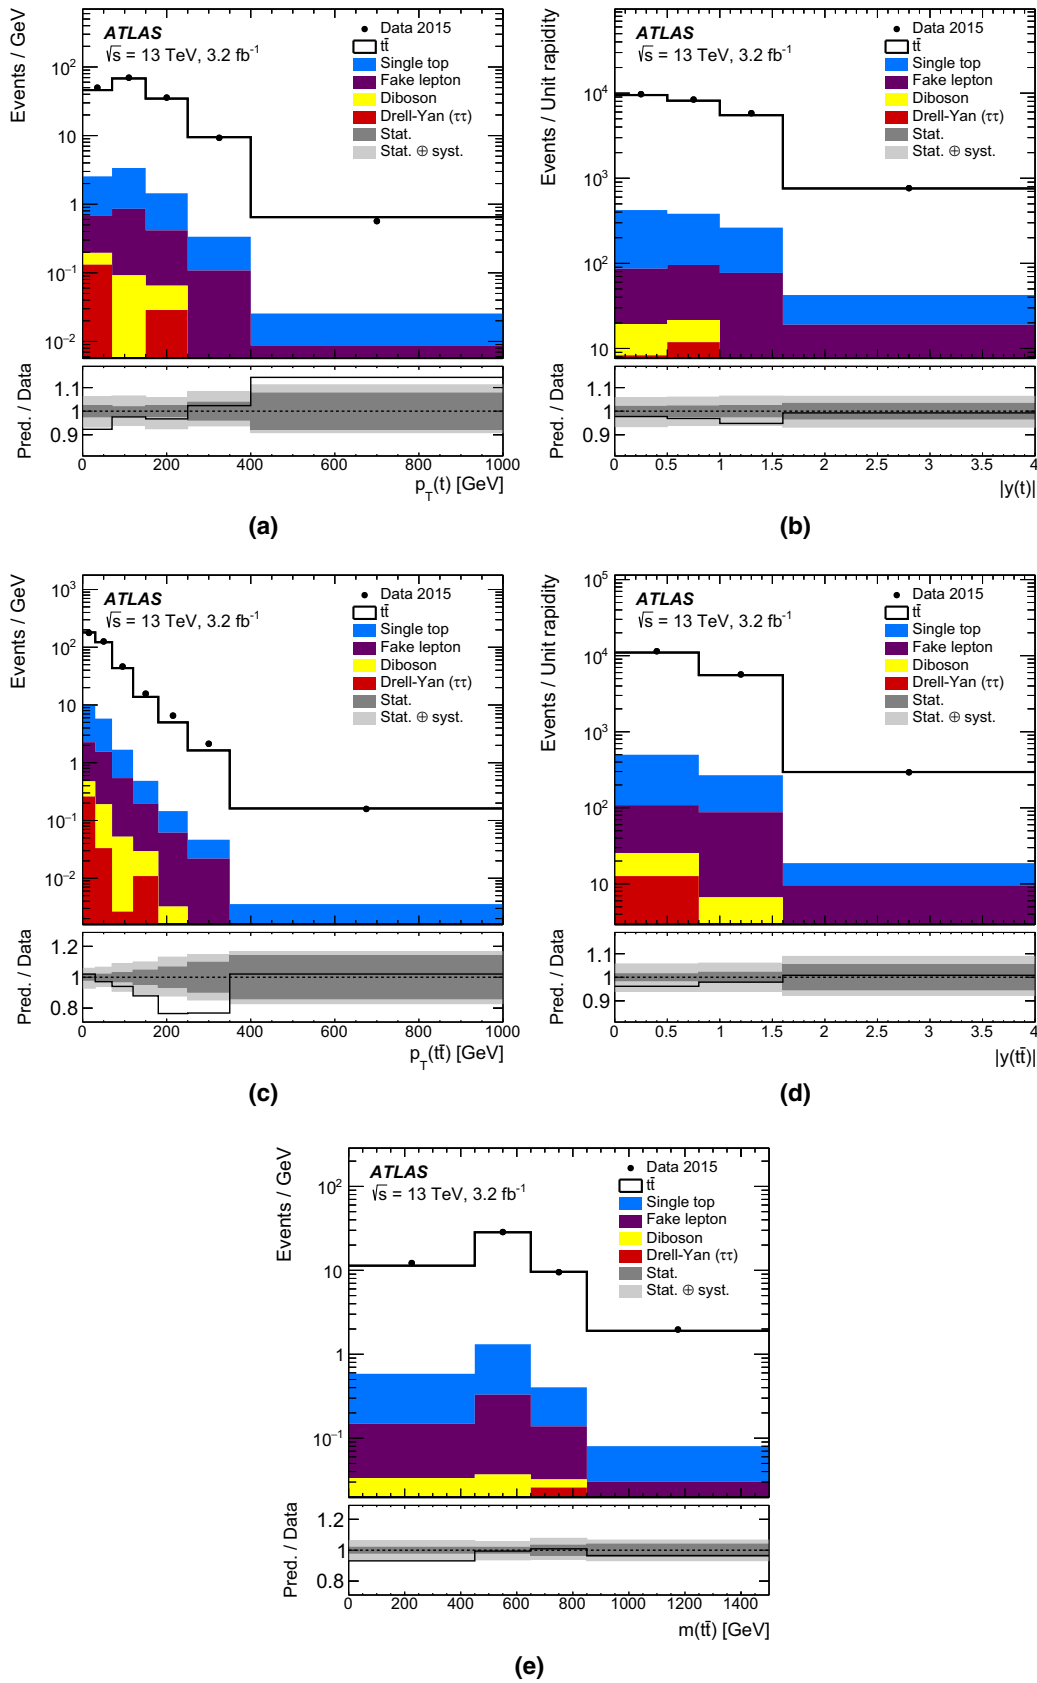 Events / GeV
10²
10
1
10⁻¹
10⁻²
ATLAS
√s = 13 TeV, 3.2 fb⁻¹
Data 2015
tt̄
Single top
Fake lepton
Diboson
Drell-Yan (ττ)
Stat.
Stat. ⊕ syst.
Pred. / Data
1.1
1
0.9
0 200 400 600 800 1000
p_T(t) [GeV]
(a)
Events / Unit rapidity
10⁴
10³
10²
10
ATLAS
√s = 13 TeV, 3.2 fb⁻¹
Data 2015
tt̄
Single top
Fake lepton
Diboson
Drell-Yan (ττ)
Stat.
Stat. ⊕ syst.
Pred. / Data
1.1
1
0.9
0 0.5 1 1.5 2 2.5 3 3.5 4
|y(t)|
(b)
Events / GeV
10³
10²
10
1
10⁻¹
10⁻²
ATLAS
√s = 13 TeV, 3.2 fb⁻¹
Data 2015
tt̄
Single top
Fake lepton
Diboson
Drell-Yan (ττ)
Stat.
Stat. ⊕ syst.
Pred. / Data
1.2
1
0.8
0 200 400 600 800 1000
p_T(tt̄) [GeV]
(c)
Events / Unit rapidity
10⁵
10⁴
10³
10²
10
ATLAS
√s = 13 TeV, 3.2 fb⁻¹
Data 2015
tt̄
Single top
Fake lepton
Diboson
Drell-Yan (ττ)
Stat.
Stat. ⊕ syst.
Pred. / Data
1.1
1
0.9
0 0.5 1 1.5 2 2.5 3 3.5 4
|y(tt̄)|
(d)
Events / GeV
10²
10
1
10⁻¹
ATLAS
√s = 13 TeV, 3.2 fb⁻¹
Data 2015
tt̄
Single top
Fake lepton
Diboson
Drell-Yan (ττ)
Stat.
Stat. ⊕ syst.
Pred. / Data
1.2
1
0.8
0 200 400 600 800 1000 1200 1400
m(tt̄) [GeV]
(e)